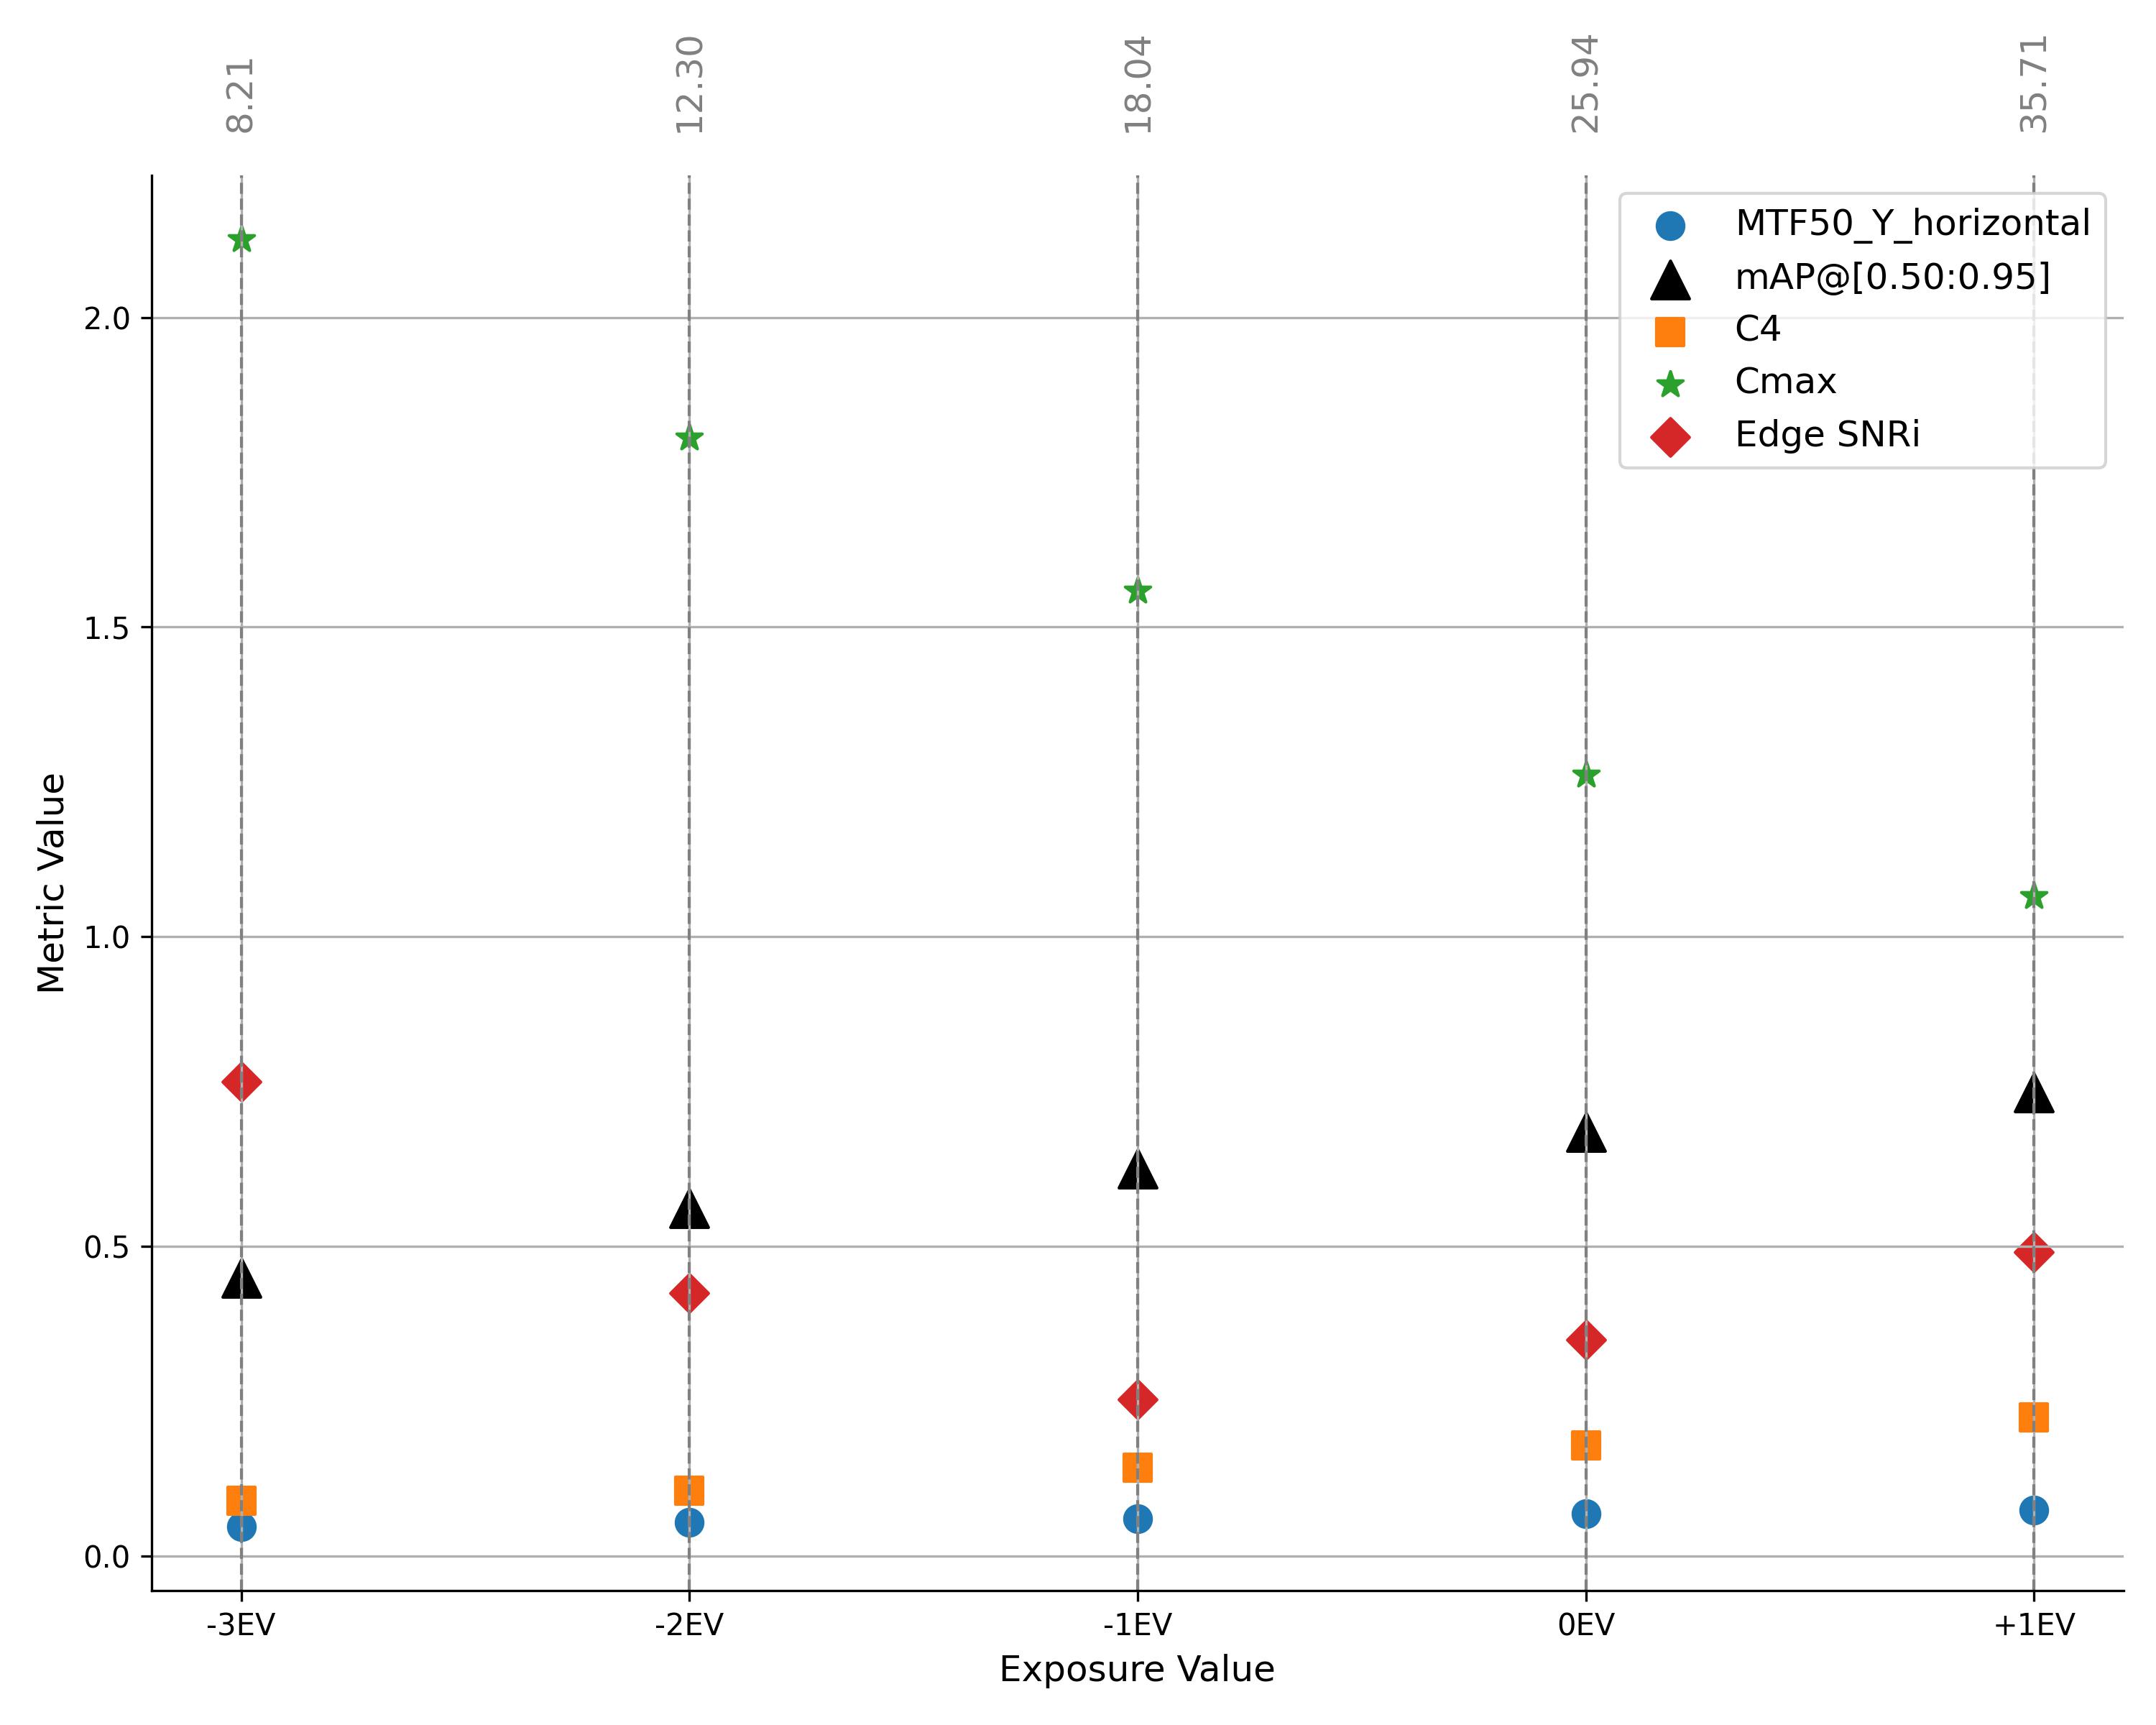 8.21
12.30
18.04
25.94
35.71
MTF50_Y_horizontal
mAP@[0.50:0.95]
C4
Cmax
Edge SNRi
Metric Value
2.0
1.5
1.0
0.5
0.0
-3EV
-2EV
-1EV
0EV
+1EV
Exposure Value